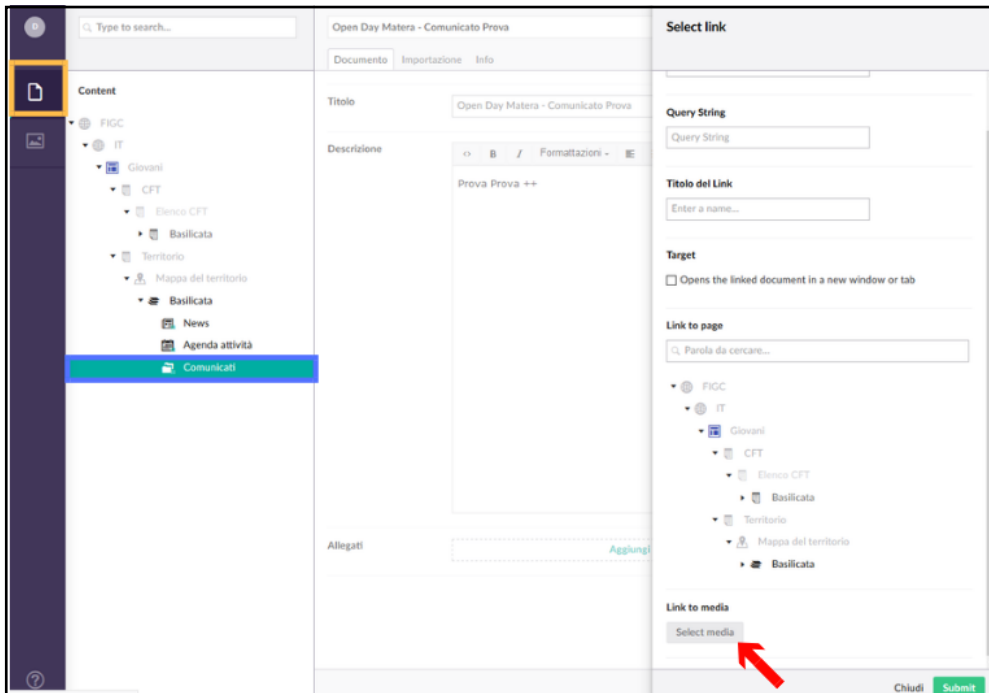 D
Type to search...
Content
FIGC
IT
Giovani
CFT
Elenco CFT
Basilicata
Territorio
Mappa del territorio
Basilicata
News
Agenda attività
Comunicati
Open Day Matera - Comunicato Prova
Documento Importazione Info
Titolo
Open Day Matera - Comunicato Prova
Descrizione
<> B I Formattazioni
Prova Prova ++
Allegati
Aggiungi
Select link
Query String
Query String
Titolo del Link
Enter a name...
Target
Opens the linked document in a new window or tab
Link to page
Parola da cercare...
FIGC
IT
Giovani
CFT
Elenco CFT
Basilicata
Territorio
Mappa del territorio
Basilicata
Link to media
Select media
Chiudi Submit
?